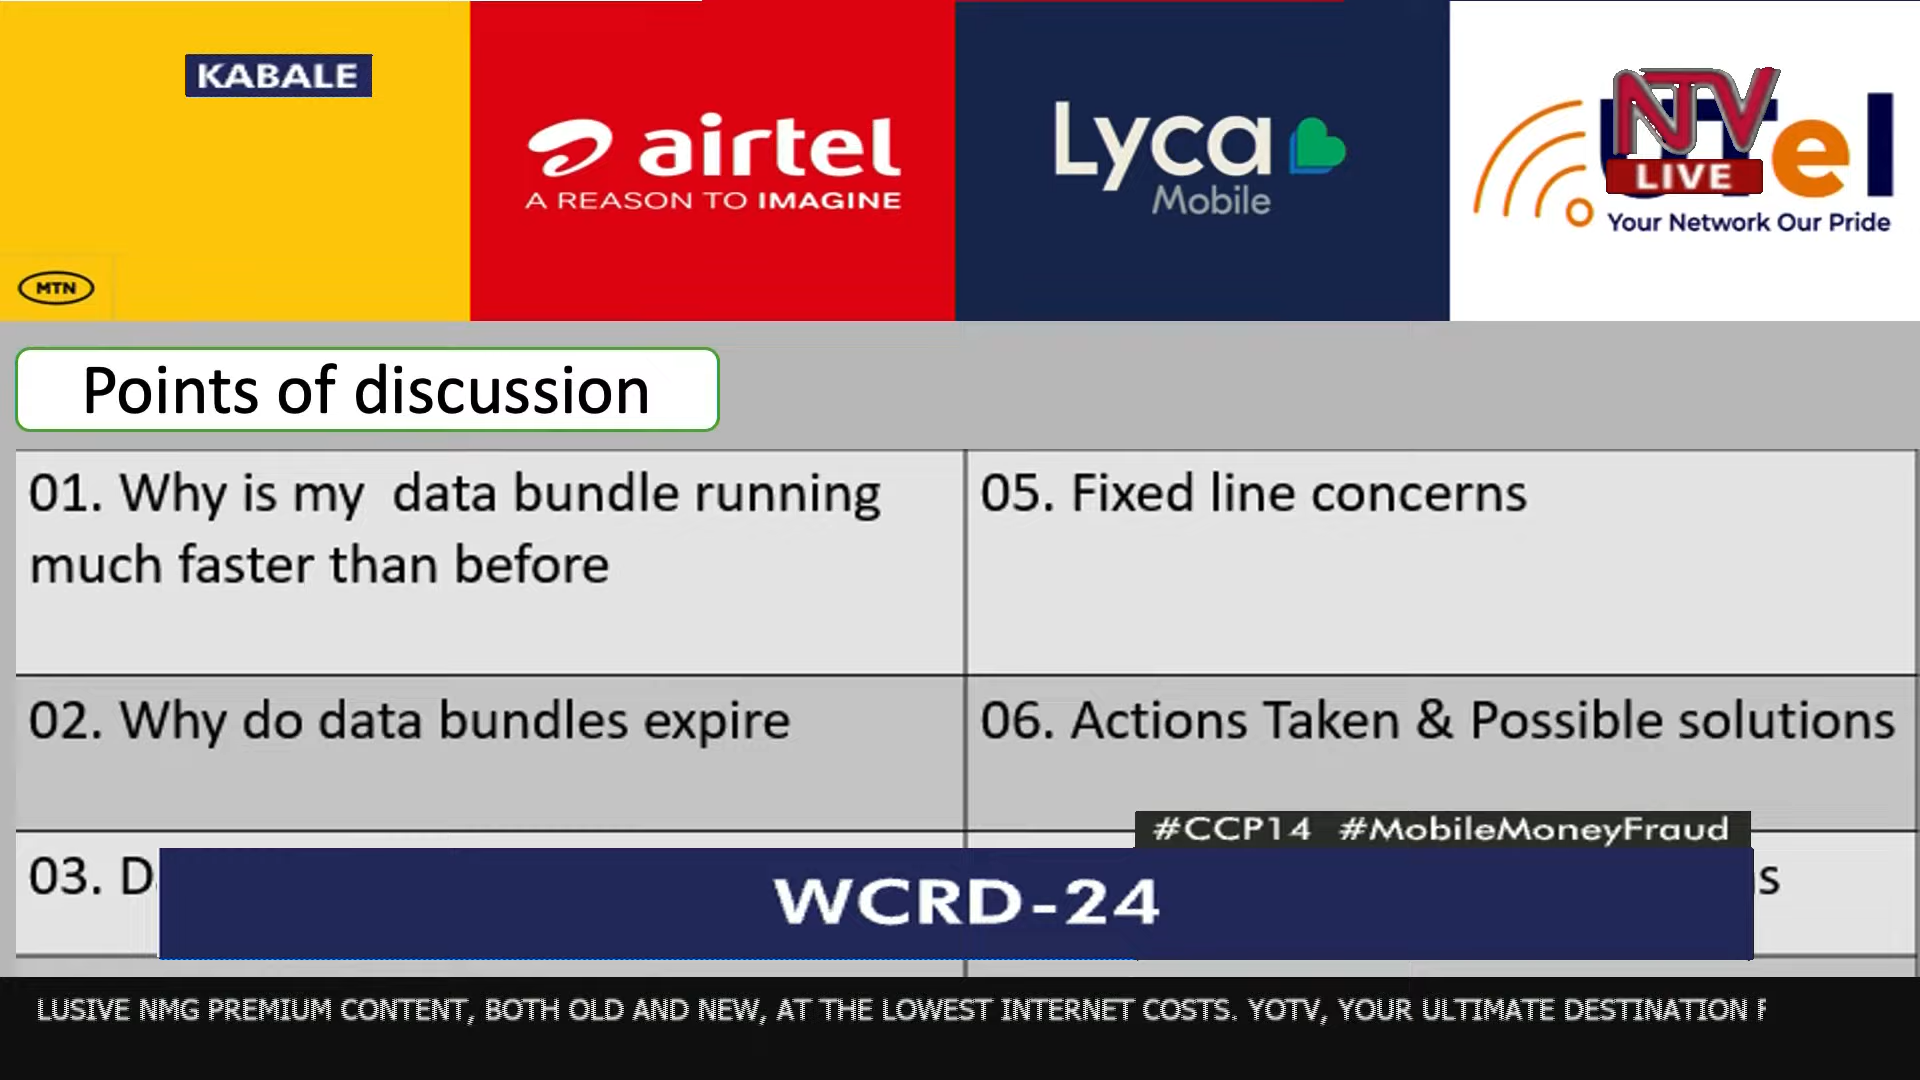 KABALE
MTN
airtel
A REASON TO IMAGINE
Lyca
Mobile
NTV
LIVE
Your Network Our Pride
Points of discussion
01. Why is my data bundle running
much faster than before
05. Fixed line concerns
02. Why do data bundles expire
06. Actions Taken & Possible solutions
03.
#CCP14 #MobileMoneyFraud
WCRD-24
LUSIVE NMG PREMIUM CONTENT, BOTH OLD AND NEW, AT THE LOWEST INTERNET COSTS. YOTV, YOUR ULTIMATE DESTINATION